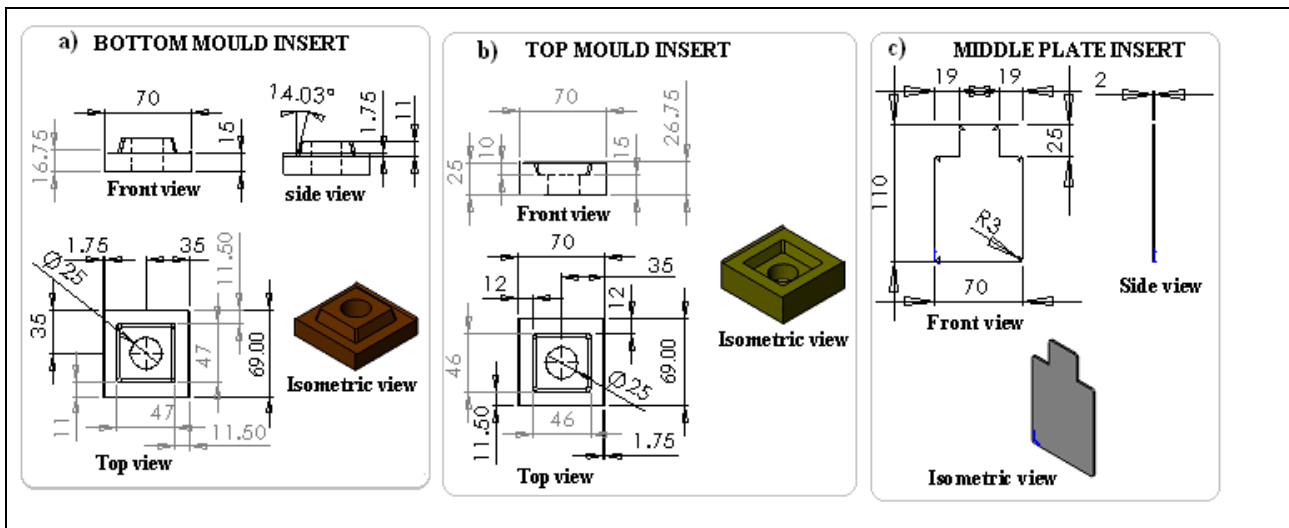 a) BOTTOM MOULD INSERT
70
16.75
15
Front view
14.03°
1.75
11
side view
1.75
35
11.50
Ø25
35
47
69.00
11
47
11.50
Top view
Isometric view
b) TOP MOULD INSERT
70
26.75
10
15
25
Front view
70
35
12
12
46
69.00
Ø25
11.50
46
1.75
Top view
Isometric view
c) MIDDLE PLATE INSERT
19
19
2
25
110
R3
70
Front view
Side view
Isometric view